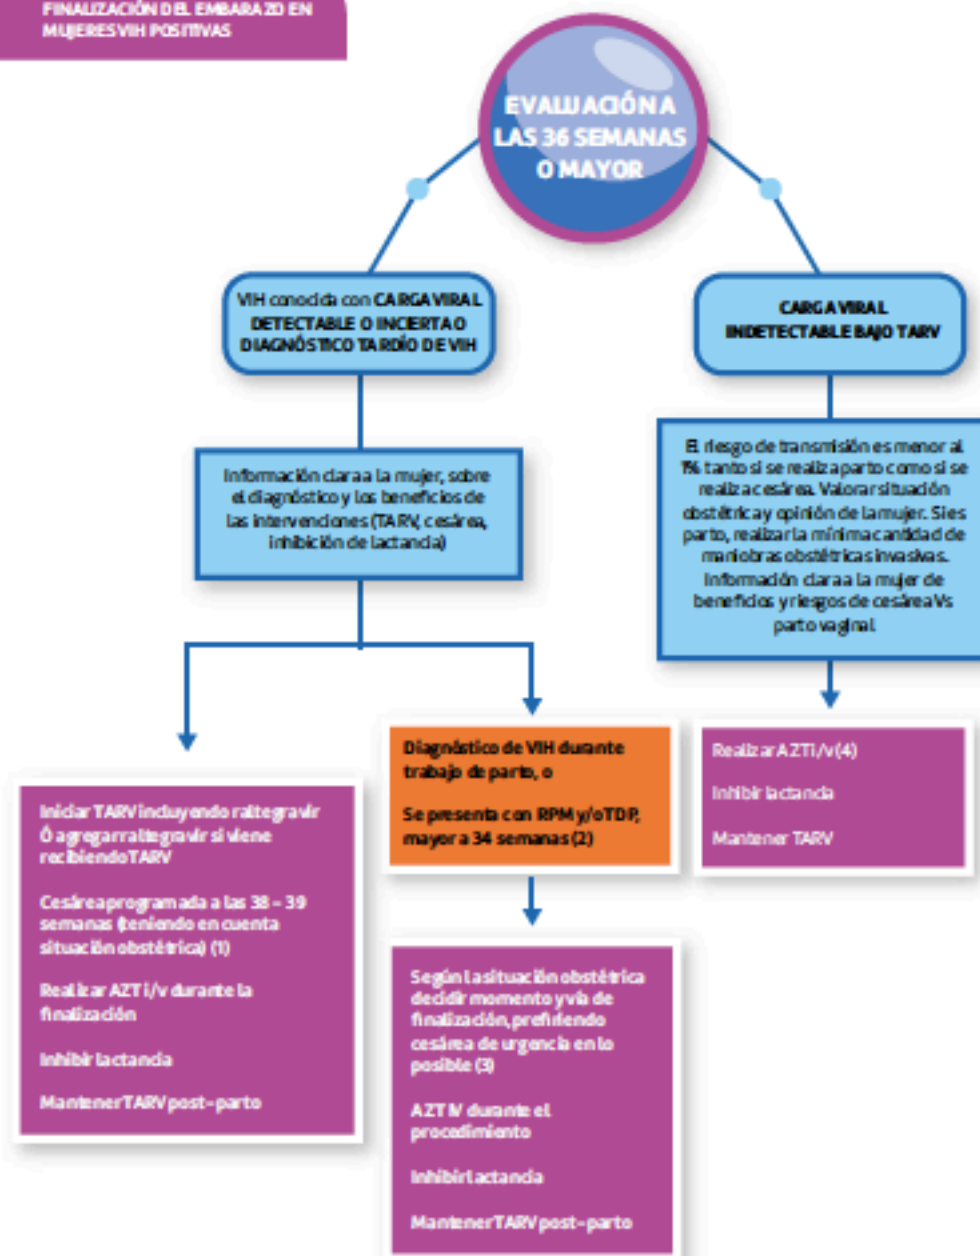 FINALIZACIÓN DEL EMBARAZO EN
MUJERES VIH POSITIVAS
EVALUACIÓN A
LAS 36 SEMANAS
O MAYOR
VIH conocida con CARGA VIRAL
DETECTABLE O INCIERTA O
DIAGNÓSTICO TARDÍO DE VIH
CARGA VIRAL
INDETECTABLE BAJO TARV
Información clara a la mujer, sobre
el diagnóstico y los beneficios de
las intervenciones (TARV, cesárea,
inhibición de lactancia)
El riesgo de transmisión es menor al
1% tanto si se realiza parto como si se
realiza cesárea. Valorar situación
obstétrica y opinión de la mujer. Si es
parto, realizar la mínima cantidad de
maniobras obstétricas invasivas.
Información clara a la mujer de
beneficios y riesgos de cesárea Vs
parto vaginal
Iniciar TARV incluyendo raltegravir
Ó agregar raltegravir si viene
recibiendo TARV
Cesárea programada a las 38 – 39
semanas (teniendo en cuenta
situación obstétrica) (1)
Realizar AZT i/v durante la
finalización
Inhibir lactancia
Mantener TARV post-parto
Diagnóstico de VIH durante
trabajo de parto, o
Se presenta con RPM y/o TDP,
mayor a 34 semanas (2)
Según la situación obstétrica
decidir momento y vía de
finalización, prefiriendo
cesárea de urgencia en lo
posible (3)
AZT IV durante el
procedimiento
Inhibir lactancia
Mantener TARV post-parto
Realizar AZT i/v (4)
Inhibir lactancia
Mantener TARV